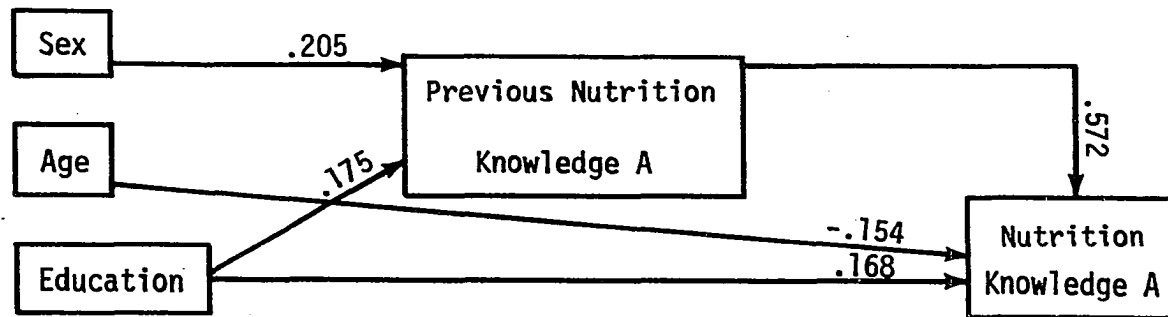 Sex
.205
Previous Nutrition
Knowledge A
.572
Age
.175
-.154
Nutrition
Knowledge A
Education
.168